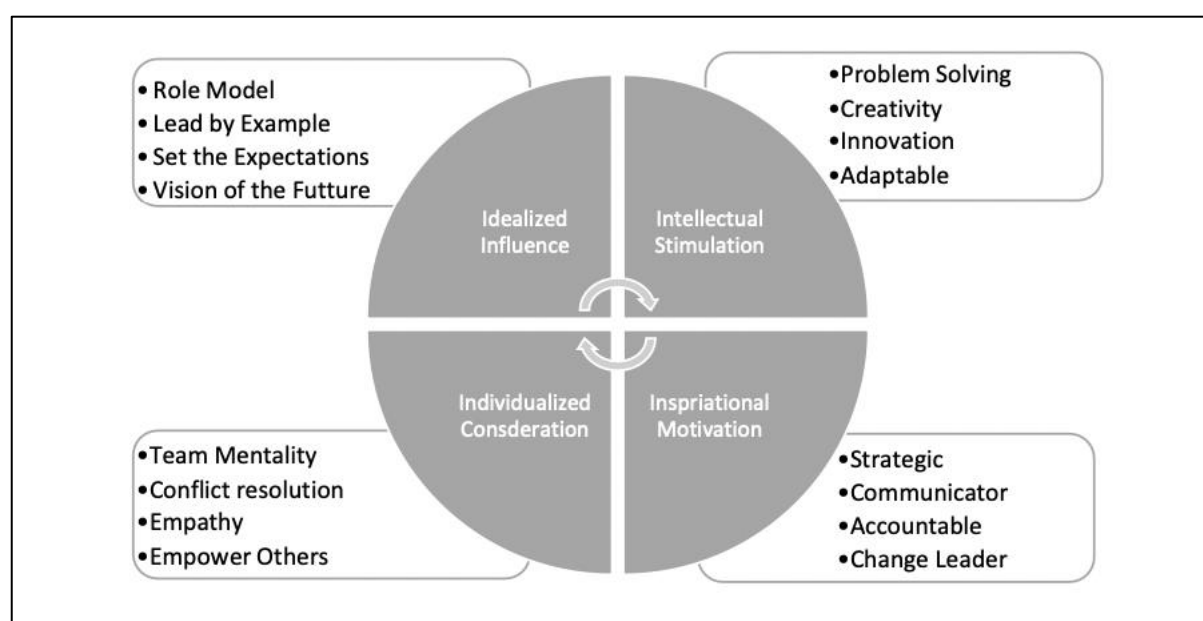 • Role Model
• Lead by Example
• Set the Expectations
• Vision of the Futture
•Problem Solving
•Creativity
•Innovation
•Adaptable
Idealized
Influence
Intellectual
Stimulation
Individualized
Consderation
Inspriational
Motivation
•Team Mentality
•Conflict resolution
•Empathy
•Empower Others
•Strategic
•Communicator
•Accountable
•Change Leader